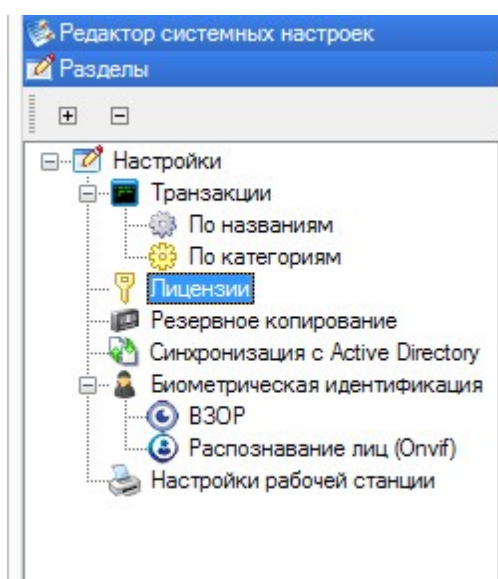 Редактор системных настроек
Разделы
Настройки
Транзакции
По названиям
По категориям
Лицензии
Резервное копирование
Синхронизация с Active Directory
Биометрическая идентификация
ВЗОР
Распознавание лиц (Onvif)
Настройки рабочей станции